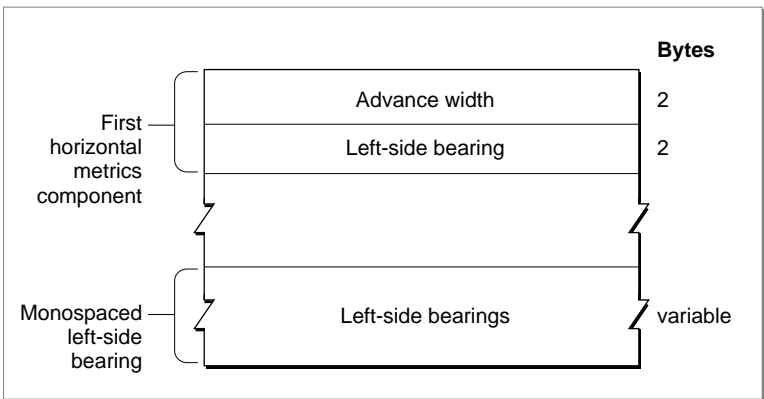 Bytes
Advance width 2
First
horizontal
metrics
component
Left-side bearing 2
Monospaced
left-side
bearing
Left-side bearings variable